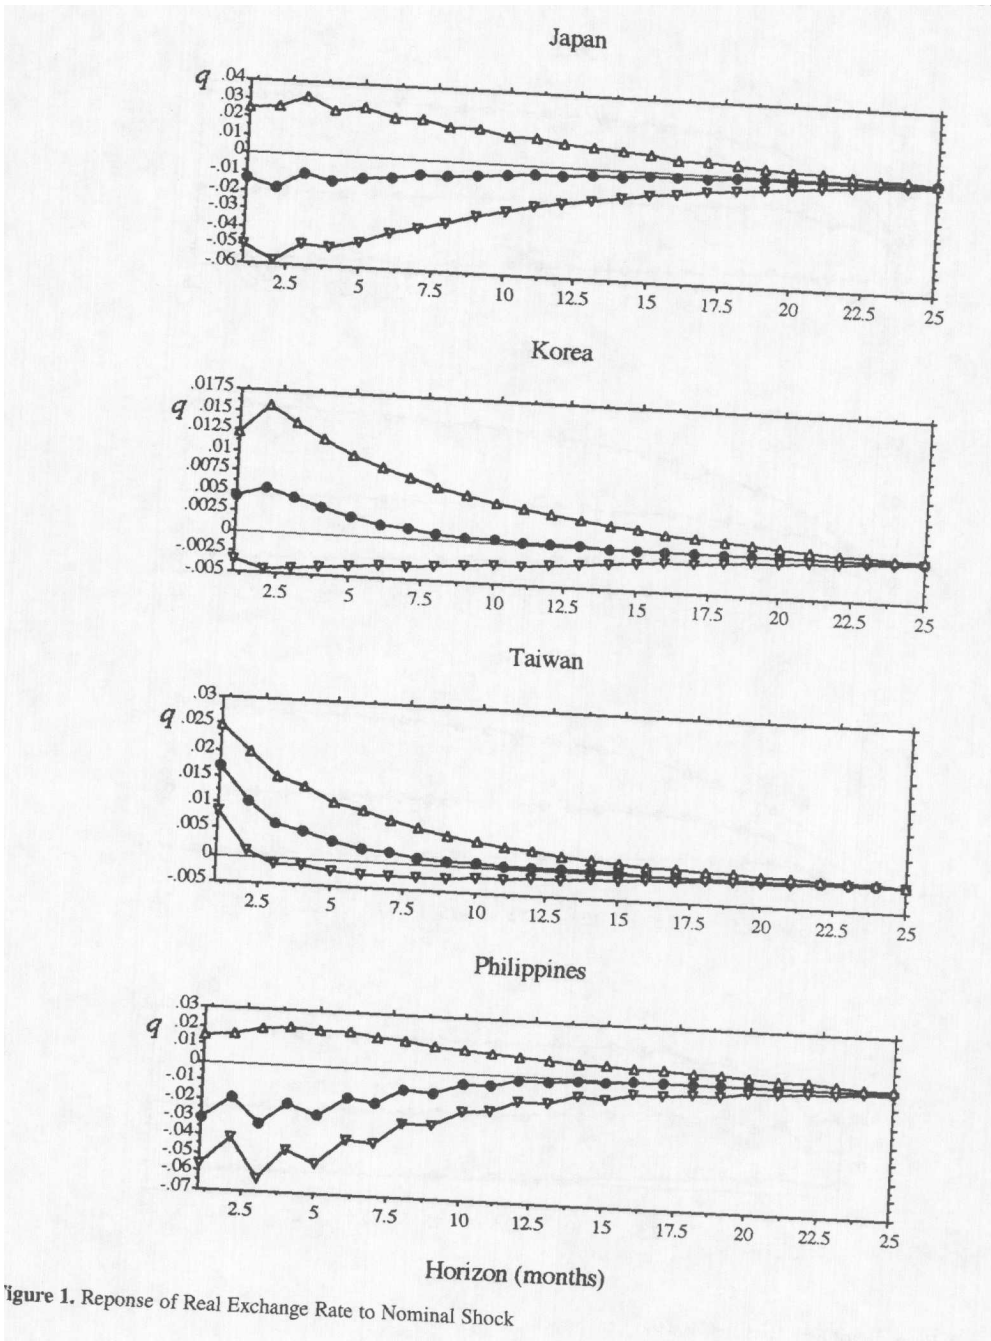 Japan
q
.04
.03
.02
.01
0
-.01
-.02
-.03
-.04
-.05
-.06
2.5 5 7.5 10 12.5 15 17.5 20 22.5 25
Korea
q
.0175
.015
.0125
.01
.0075
.005
.0025
0
-.0025
-.005
2.5 5 7.5 10 12.5 15 17.5 20 22.5 25
Taiwan
q
.03
.025
.02
.015
.01
.005
0
-.005
2.5 5 7.5 10 12.5 15 17.5 20 22.5 25
Philippines
q
.03
.02
.01
0
-.01
-.02
-.03
-.04
-.05
-.06
-.07
2.5 5 7.5 10 12.5 15 17.5 20 22.5 25
Horizon (months)
igure 1. Reponse of Real Exchange Rate to Nominal Shock